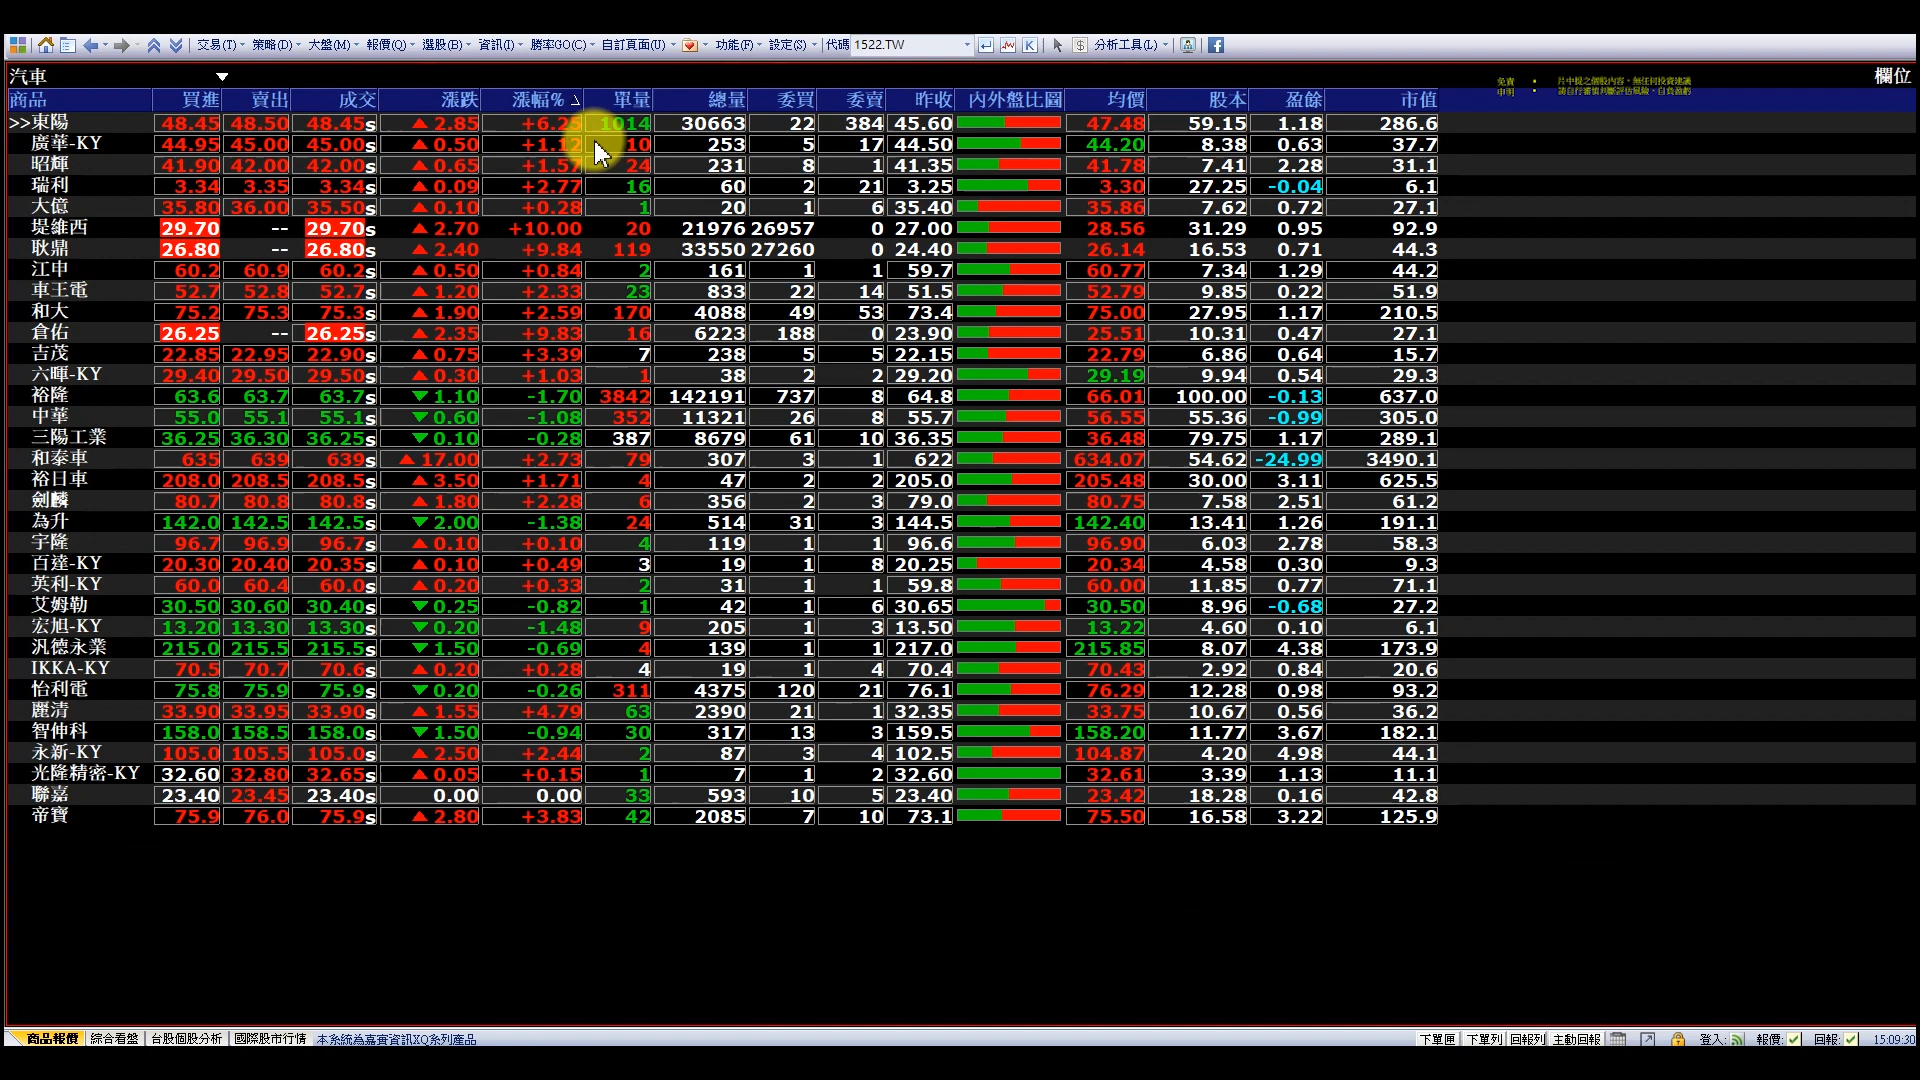 交易(T) 策略(D) 大盤(M) 報價(Q) 選股(B) 資訊(I) 勝率GO(C) 自訂頁面(U) 功能(F) 設定(S) 代碼 1522.TW K 分析工具(L)
汽車 免責申明 : 片中提之個股內容，無任何投資建議 請自行審慎判斷評估風險，自負盈虧 欄位
商品 買進 賣出 成交 漲跌 漲幅% 單量 總量 委買 委賣 昨收 內外盤比圖 均價 股本 盈餘 市值
>>東陽 48.45 48.50 48.45s ▲ 2.85 +6.25 1014 30663 22 384 45.60 47.48 59.15 1.18 286.6
廣華-KY 44.95 45.00 45.00s ▲ 0.50 +1.12 10 253 5 17 44.50 44.20 8.38 0.63 37.7
昭輝 41.90 42.00 42.00s ▲ 0.65 +1.57 24 231 8 1 41.35 41.78 7.41 2.28 31.1
瑞利 3.34 3.35 3.34s ▲ 0.09 +2.77 16 60 2 21 3.25 3.30 27.25 -0.04 6.1
大億 35.80 36.00 35.50s ▲ 0.10 +0.28 1 20 1 6 35.40 35.86 7.62 0.72 27.1
堤維西 29.70 -- 29.70s ▲ 2.70 +10.00 20 21976 26957 0 27.00 28.56 31.29 0.95 92.9
耿鼎 26.80 -- 26.80s ▲ 2.40 +9.84 119 33550 27260 0 24.40 26.14 16.53 0.71 44.3
江申 60.2 60.9 60.2s ▲ 0.50 +0.84 2 161 1 1 59.7 60.77 7.34 1.29 44.2
車王電 52.7 52.8 52.7s ▲ 1.20 +2.33 23 833 22 14 51.5 52.79 9.85 0.22 51.9
和大 75.2 75.3 75.3s ▲ 1.90 +2.59 170 4088 49 53 73.4 75.00 27.95 1.17 210.5
倉佑 26.25 -- 26.25s ▲ 2.35 +9.83 16 6223 188 0 23.90 25.51 10.31 0.47 27.1
吉茂 22.85 22.95 22.90s ▲ 0.75 +3.39 7 238 5 5 22.15 22.79 6.86 0.64 15.7
六暉-KY 29.40 29.50 29.50s ▲ 0.30 +1.03 1 38 2 2 29.20 29.19 9.94 0.54 29.3
裕隆 63.6 63.7 63.7s ▼ 1.10 -1.70 3842 142191 737 8 64.8 66.01 100.00 -0.13 637.0
中華 55.0 55.1 55.1s ▼ 0.60 -1.08 352 11321 26 8 55.7 56.55 55.36 -0.99 305.0
三陽工業 36.25 36.30 36.25s ▼ 0.10 -0.28 387 8679 61 10 36.35 36.48 79.75 1.17 289.1
和泰車 635 639 639s ▲ 17.00 +2.73 79 307 3 1 622 634.07 54.62 -24.99 3490.1
裕日車 208.0 208.5 208.5s ▲ 3.50 +1.71 4 47 2 2 205.0 205.48 30.00 3.11 625.5
劍麟 80.7 80.8 80.8s ▲ 1.80 +2.28 6 356 2 3 79.0 80.75 7.58 2.51 61.2
為升 142.0 142.5 142.5s ▼ 2.00 -1.38 24 514 31 3 144.5 142.40 13.41 1.26 191.1
宇隆 96.7 96.9 96.7s ▲ 0.10 +0.10 4 119 1 1 96.6 96.90 6.03 2.78 58.3
百達-KY 20.30 20.40 20.35s ▲ 0.10 +0.49 3 19 1 8 20.25 20.34 4.58 0.30 9.3
英利-KY 60.0 60.4 60.0s ▲ 0.20 +0.33 2 31 1 1 59.8 60.00 11.85 0.77 71.1
艾姆勒 30.50 30.60 30.40s ▼ 0.25 -0.82 1 42 1 6 30.65 30.50 8.96 -0.68 27.2
宏旭-KY 13.20 13.30 13.30s ▼ 0.20 -1.48 9 205 1 3 13.50 13.22 4.60 0.10 6.1
汎德永業 215.0 215.5 215.5s ▼ 1.50 -0.69 4 139 1 1 217.0 215.85 8.07 4.38 173.9
IKKA-KY 70.5 70.7 70.6s ▲ 0.20 +0.28 4 19 1 4 70.4 70.43 2.92 0.84 20.6
怡利電 75.8 75.9 75.9s ▼ 0.20 -0.26 311 4375 120 21 76.1 76.29 12.28 0.98 93.2
麗清 33.90 33.95 33.90s ▲ 1.55 +4.79 63 2390 21 1 32.35 33.75 10.67 0.56 36.2
智伸科 158.0 158.5 158.0s ▼ 1.50 -0.94 30 317 13 3 159.5 158.20 11.77 3.67 182.1
永新-KY 105.0 105.5 105.0s ▲ 2.50 +2.44 2 87 3 4 102.5 104.87 4.20 4.98 44.1
光隆精密-KY 32.60 32.80 32.65s ▲ 0.05 +0.15 1 7 1 2 32.60 32.61 3.39 1.13 11.1
聯嘉 23.40 23.45 23.40s 0.00 0.00 33 593 10 5 23.40 23.42 18.28 0.16 42.8
帝寶 75.9 76.0 75.9s ▲ 2.80 +3.83 42 2085 7 10 73.1 75.50 16.58 3.22 125.9
商品報價 綜合看盤 台股個股分析 國際股市行情 本系統為嘉實資訊XQ系列產品 下單匣 下單列 回報列 主動回報 登入: 報價: 回報: 15:09:30